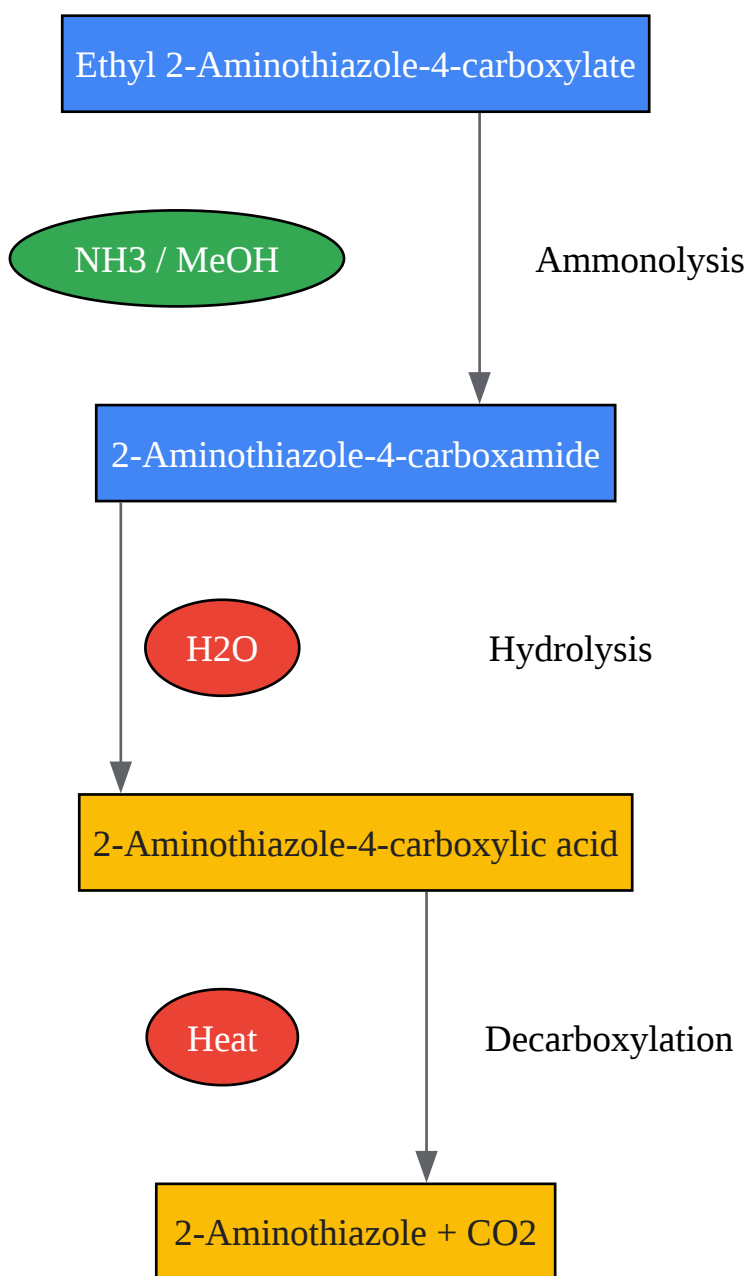 Ethyl 2-Aminothiazole-4-carboxylate
NH3 / MeOH
Ammonolysis
2-Aminothiazole-4-carboxamide
H2O
Hydrolysis
2-Aminothiazole-4-carboxylic acid
Heat
Decarboxylation
2-Aminothiazole + CO2